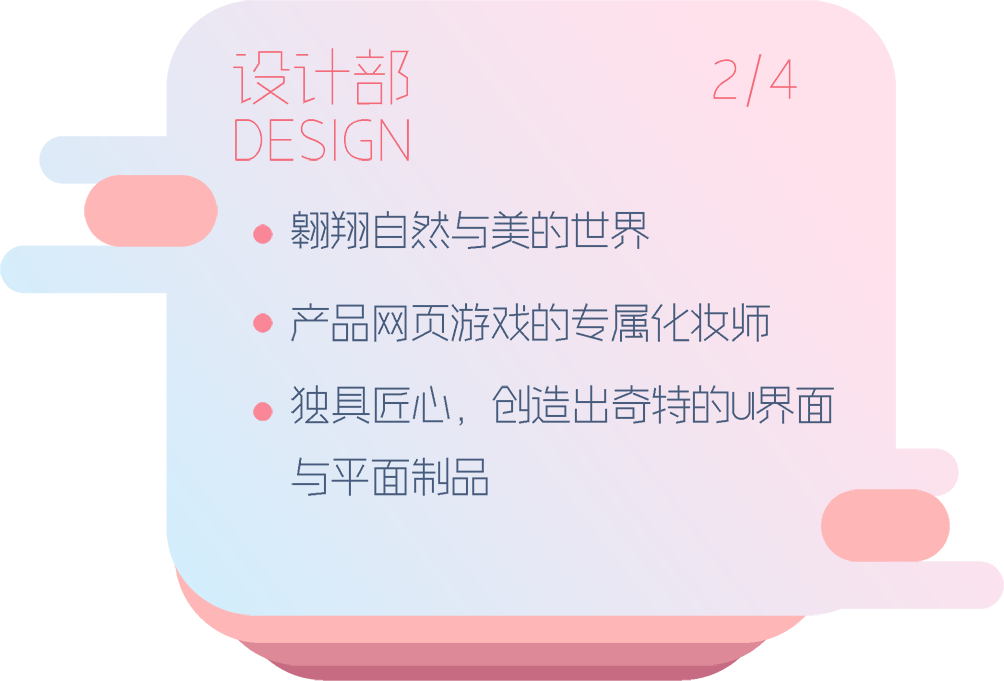 设计部
2/4
DESIGN
翱翔自然与美的世界
产品网页游戏的专属化妆师
独具匠心，创造出奇特的UI界面
与平面制品